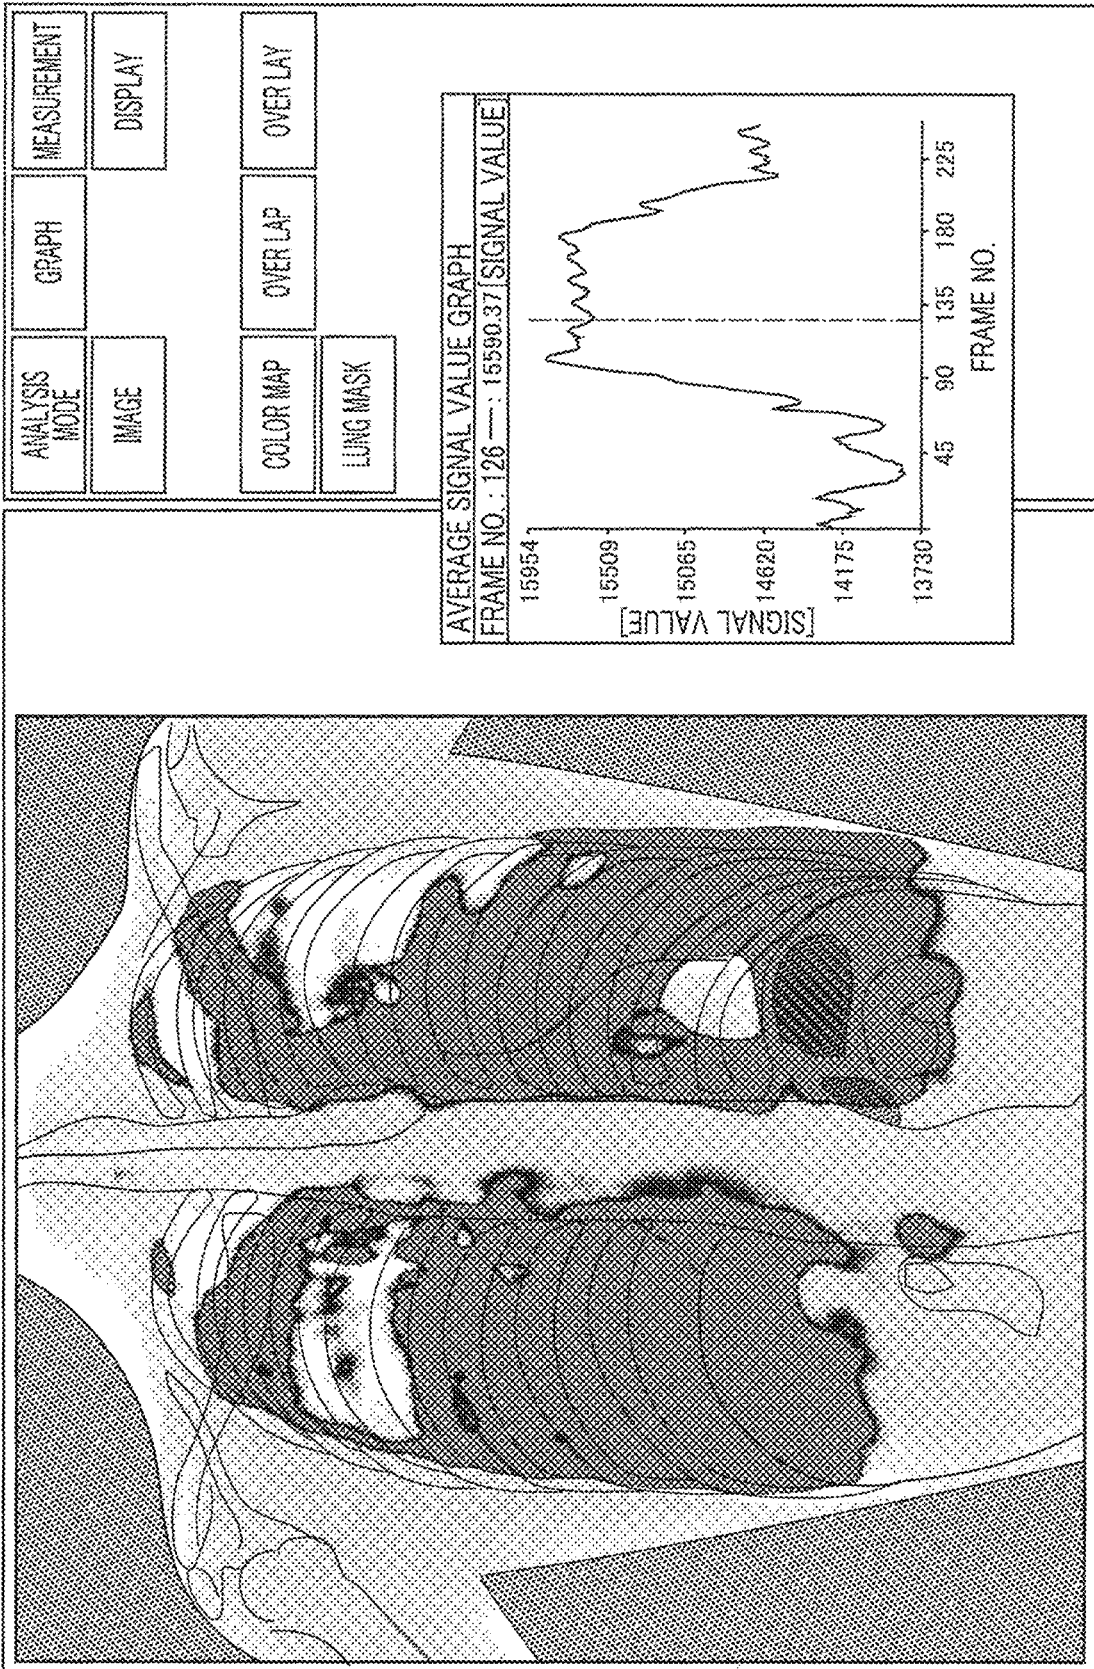 ANALYSIS
MODE
GRAPH
MEASUREMENT
IMAGE
DISPLAY
COLOR MAP
OVER LAP
OVER LAY
LUNG MASK
AVERAGE SIGNAL VALUE GRAPH
FRAME NO. : 126 — : 15590.37 [SIGNAL VALUE]
[SIGNAL VALUE]
15954
15509
15065
14620
14175
13730
45
90
135
180
225
FRAME NO.